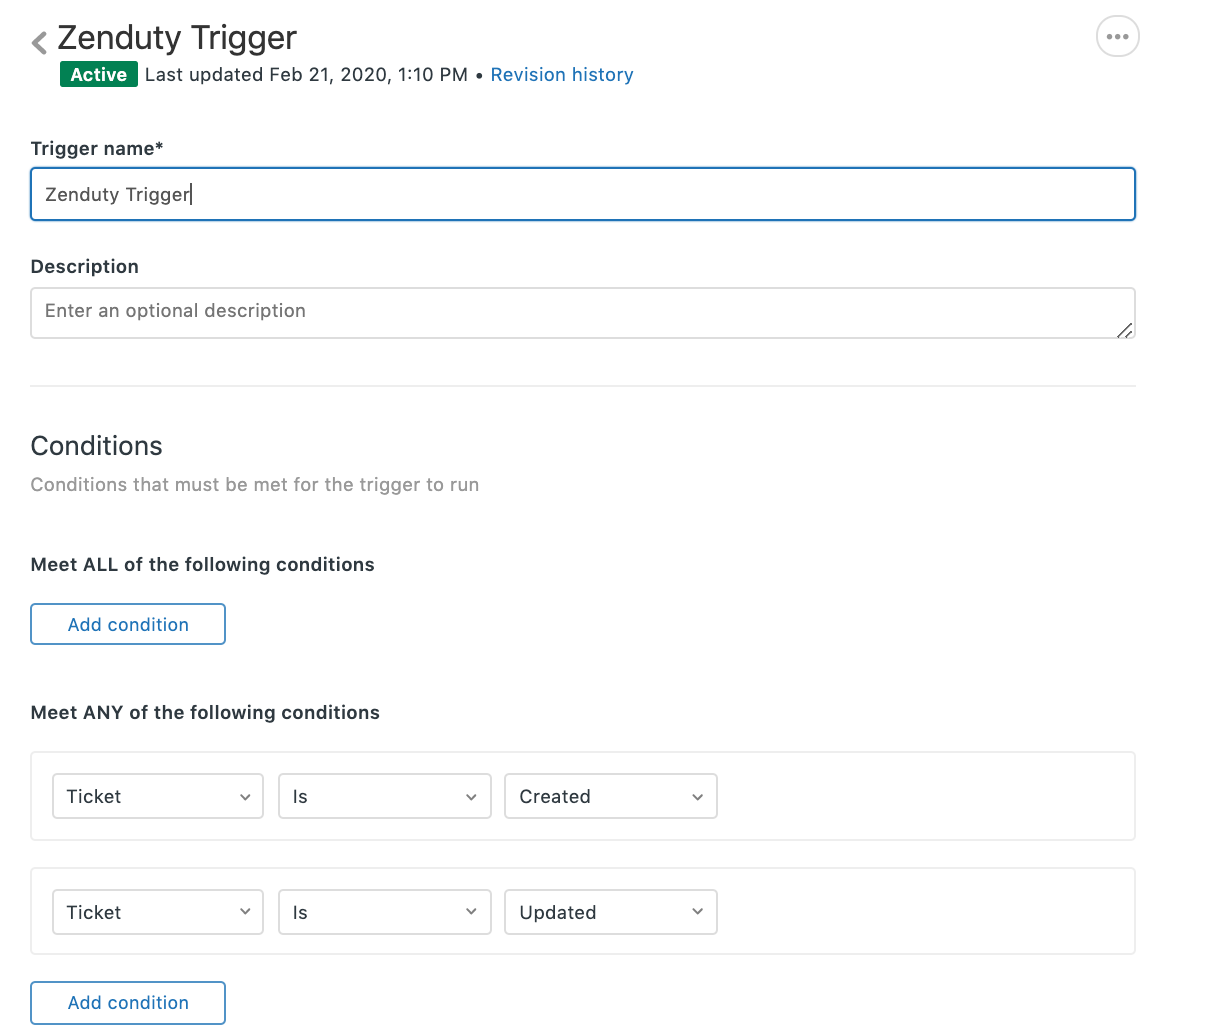 Zenduty Trigger
Active Last updated Feb 21, 2020, 1:10 PM • Revision history
Trigger name*
Zenduty Trigger
Description
Enter an optional description
Conditions
Conditions that must be met for the trigger to run
Meet ALL of the following conditions
Add condition
Meet ANY of the following conditions
Ticket Is Created
Ticket Is Updated
Add condition